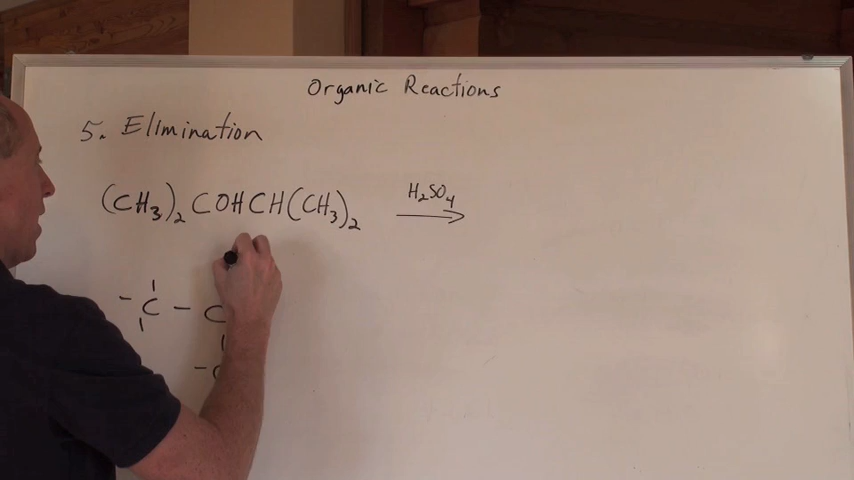 Organic Reactions
5. Elimination
(CH₃)₂COHCH(CH₃)₂ H₂SO₄ →
- C - C
- C